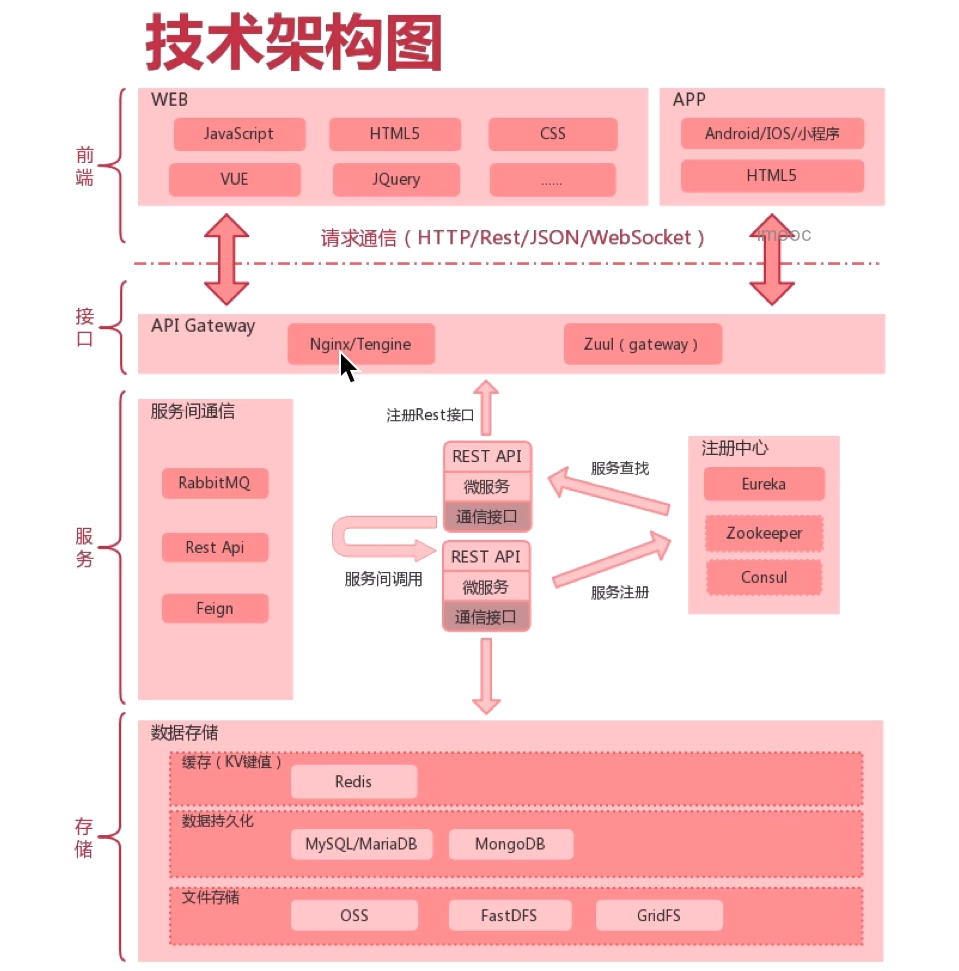 技术架构图
前端
WEB
JavaScript
HTML5
CSS
VUE
JQuery
......
APP
Android/IOS/小程序
HTML5
请求通信（HTTP/Rest/JSON/WebSocket）
imooc
接口
API Gateway
Nginx/Tengine
Zuul（gateway）
服务
服务间通信
RabbitMQ
Rest Api
Feign
注册Rest接口
REST API
微服务
通信接口
服务间调用
REST API
微服务
通信接口
服务查找
服务注册
注册中心
Eureka
Zookeeper
Consul
存储
数据存储
缓存（KV键值）
Redis
数据持久化
MySQL/MariaDB
MongoDB
文件存储
OSS
FastDFS
GridFS